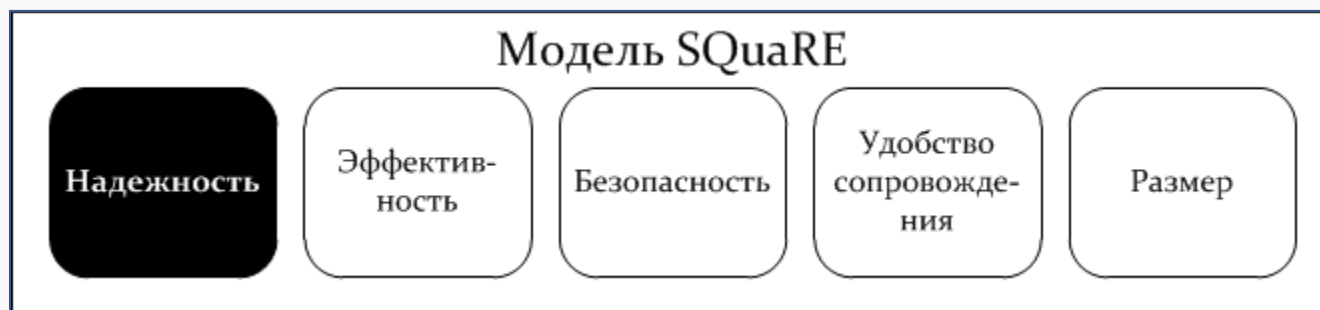 Модель SQuaRE
Надежность
Эффектив-
ность
Безопасность
Удобство
сопровожде-
ния
Размер